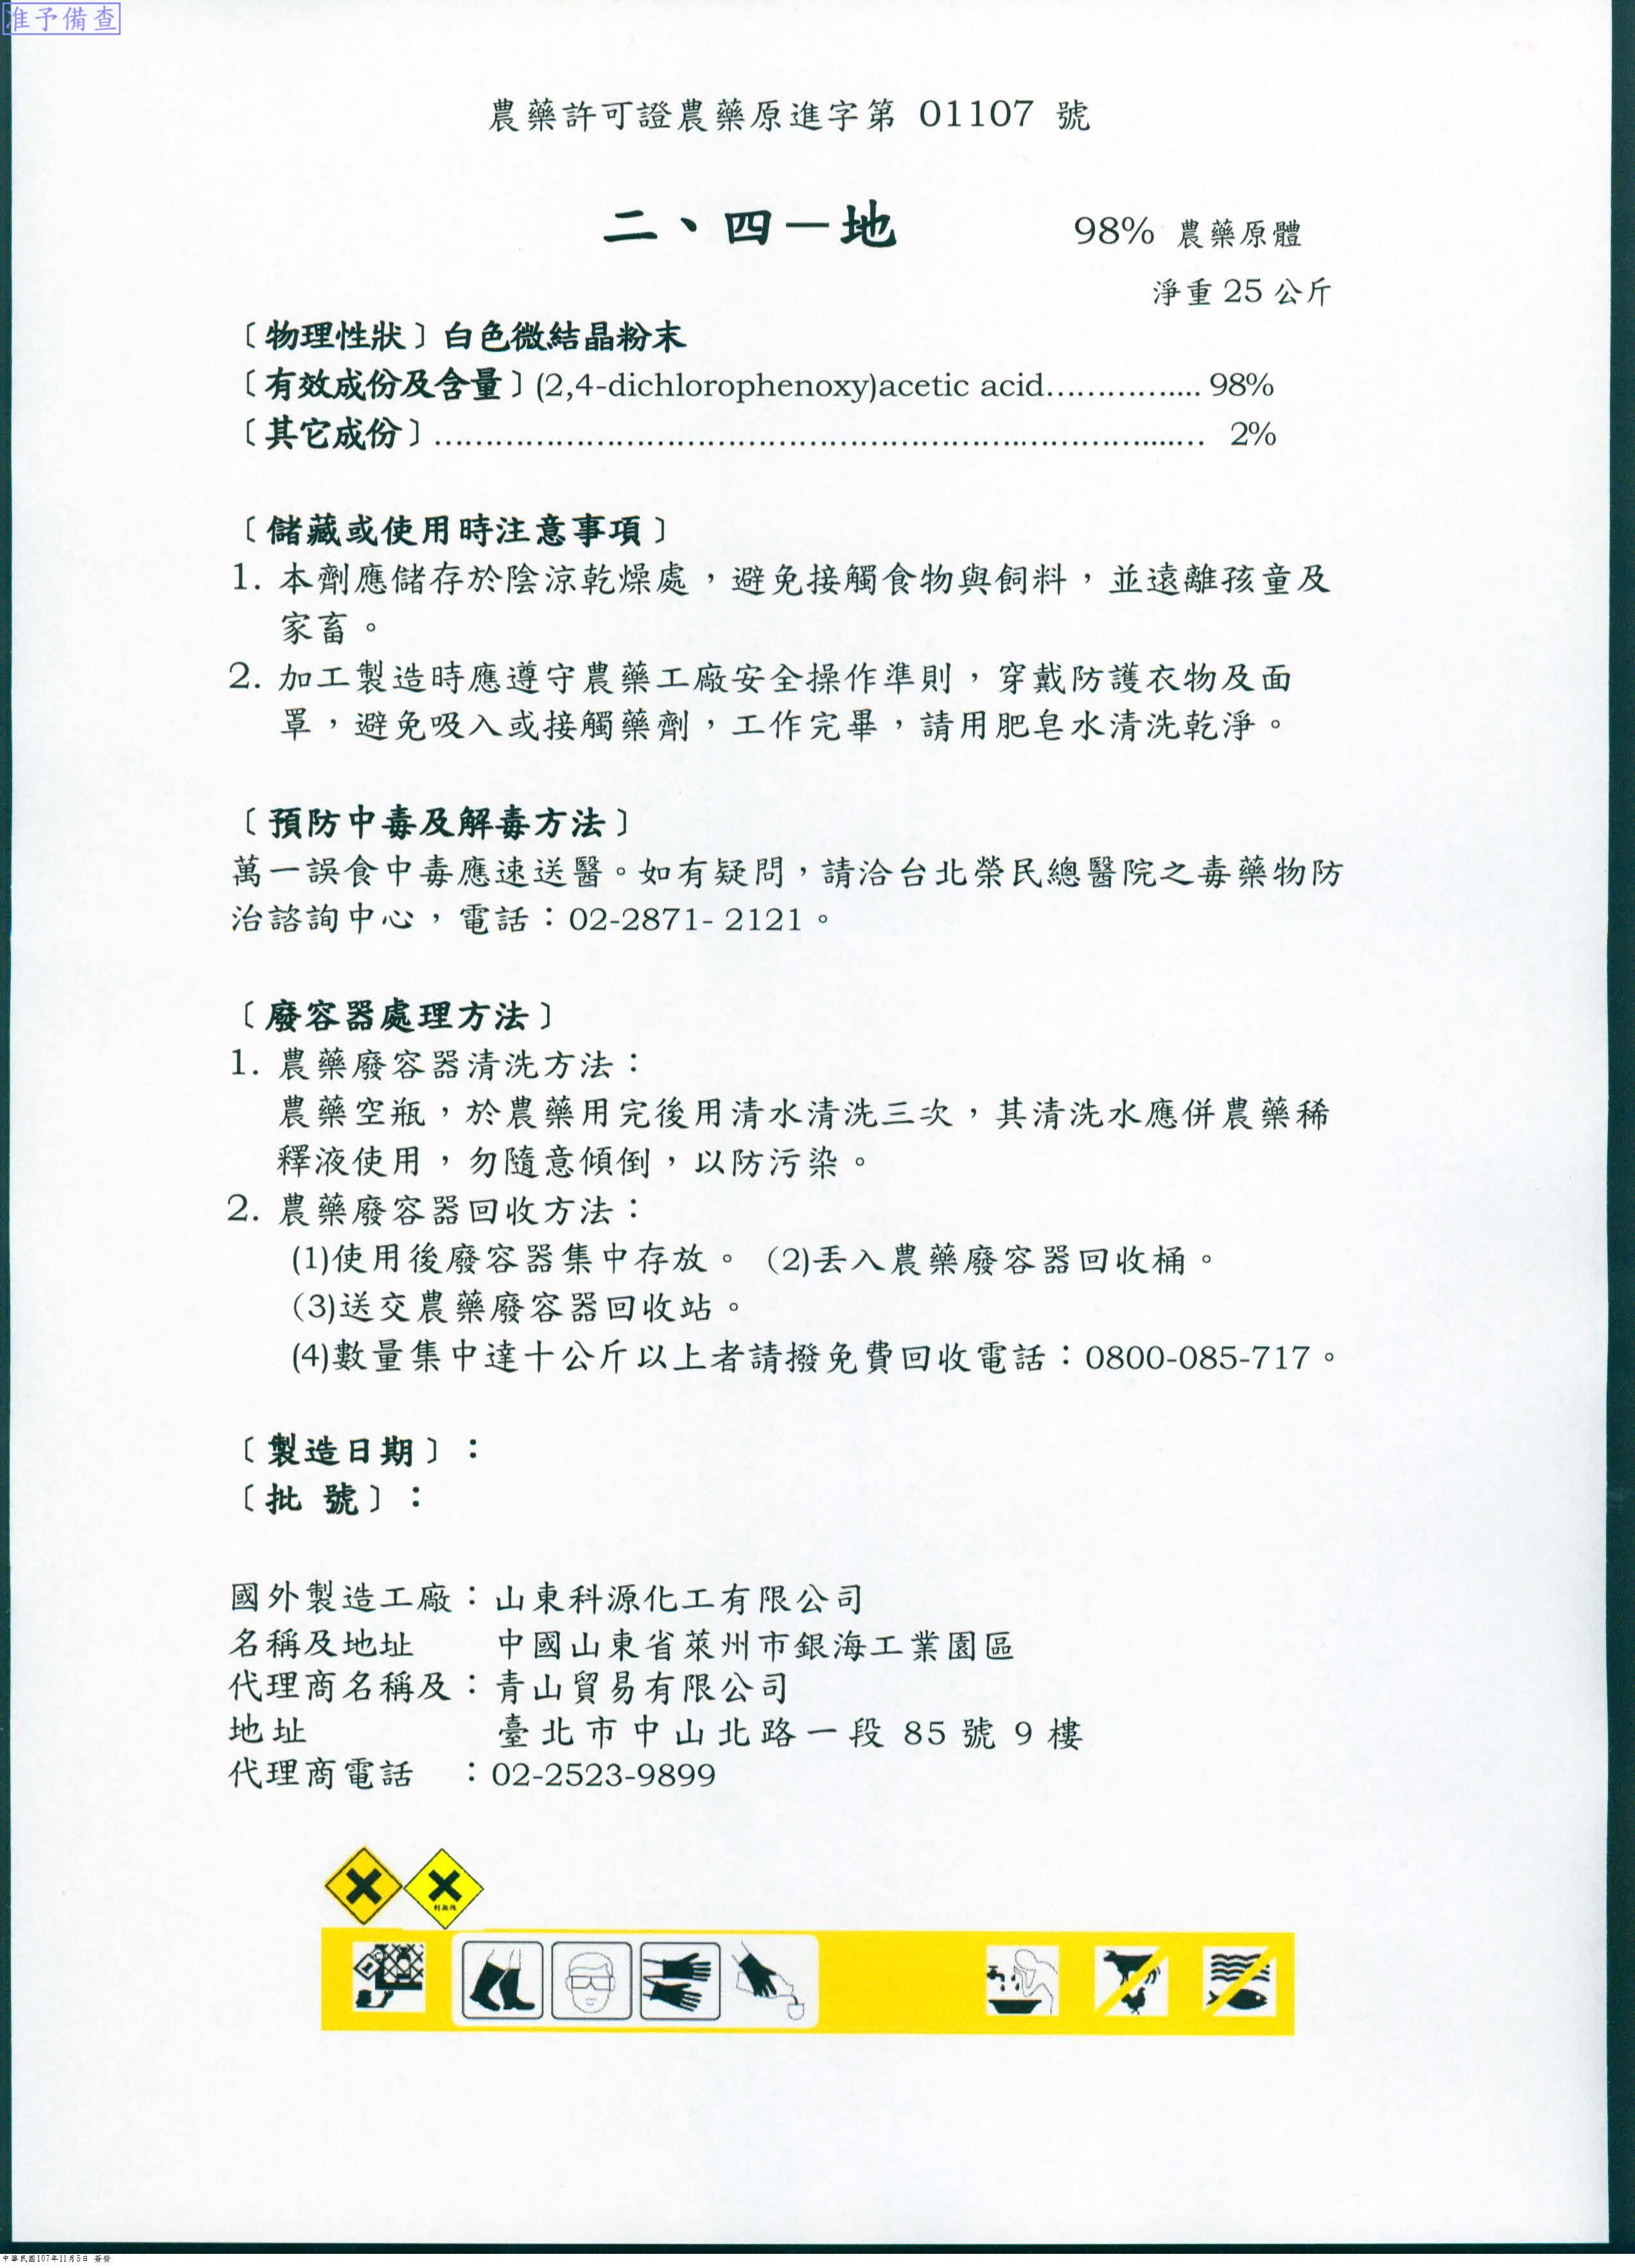 准予備查
農藥許可證農藥原進字第 01107 號
二、四－地 98% 農藥原體
淨重 25 公斤
〔物理性狀〕白色微結晶粉末
〔有效成份及含量〕(2,4-dichlorophenoxy)acetic acid................ 98%
〔其它成份〕................................................................................ 2%
〔儲藏或使用時注意事項〕
1. 本劑應儲存於陰涼乾燥處，避免接觸食物與飼料，並遠離孩童及
家畜。
2. 加工製造時應遵守農藥工廠安全操作準則，穿戴防護衣物及面
罩，避免吸入或接觸藥劑，工作完畢，請用肥皂水清洗乾淨。
〔預防中毒及解毒方法〕
萬一誤食中毒應速送醫。如有疑問，請洽台北榮民總醫院之毒藥物防
治諮詢中心，電話：02-2871- 2121。
〔廢容器處理方法〕
1. 農藥廢容器清洗方法：
農藥空瓶，於農藥用完後用清水清洗三次，其清洗水應併農藥稀
釋液使用，勿隨意傾倒，以防污染。
2. 農藥廢容器回收方法：
(1)使用後廢容器集中存放。 (2)丟入農藥廢容器回收桶。
(3)送交農藥廢容器回收站。
(4)數量集中達十公斤以上者請撥免費回收電話：0800-085-717。
〔製造日期〕：
〔批 號〕：
國外製造工廠：山東科源化工有限公司
名稱及地址 中國山東省萊州市銀海工業園區
代理商名稱及：青山貿易有限公司
地址 臺北市中山北路一段 85 號 9 樓
代理商電話 ：02-2523-9899
刺激性
中華民國107年11月5日 簽發